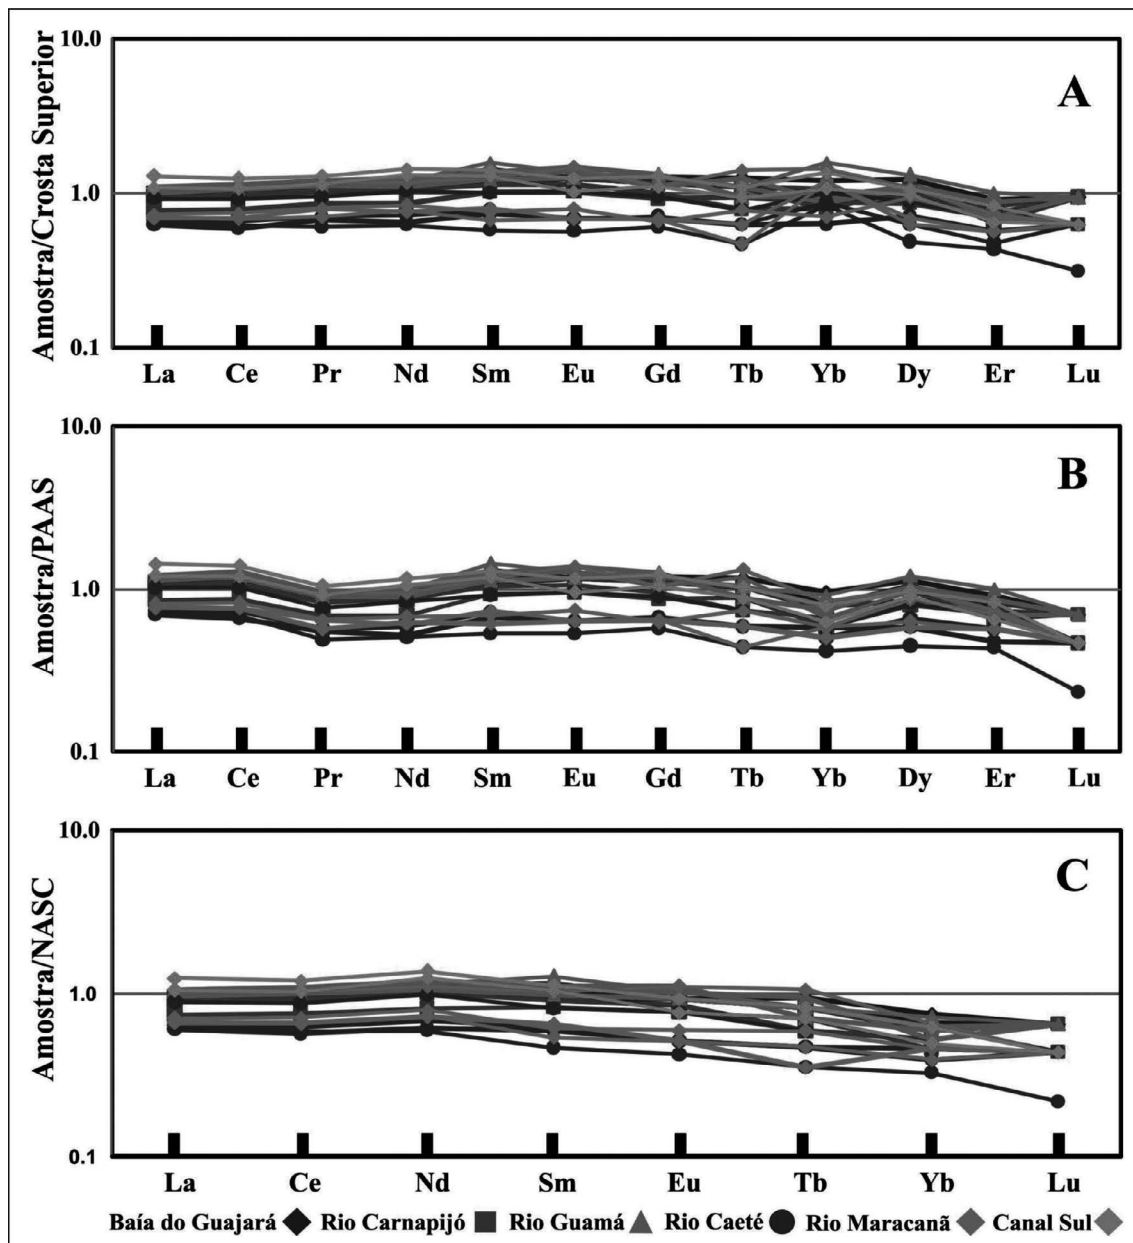 10.0
A
Amostra/Crosta Superior
1.0
0.1
La Ce Pr Nd Sm Eu Gd Tb Yb Dy Er Lu
10.0
B
Amostra/PAAS
1.0
0.1
La Ce Pr Nd Sm Eu Gd Tb Yb Dy Er Lu
10.0
C
Amostra/NASC
1.0
0.1
La Ce Nd Sm Eu Tb Yb Lu
Baía do Guajará Rio Carnapijó Rio Guamá Rio Caeté Rio Maracanã Canal Sul